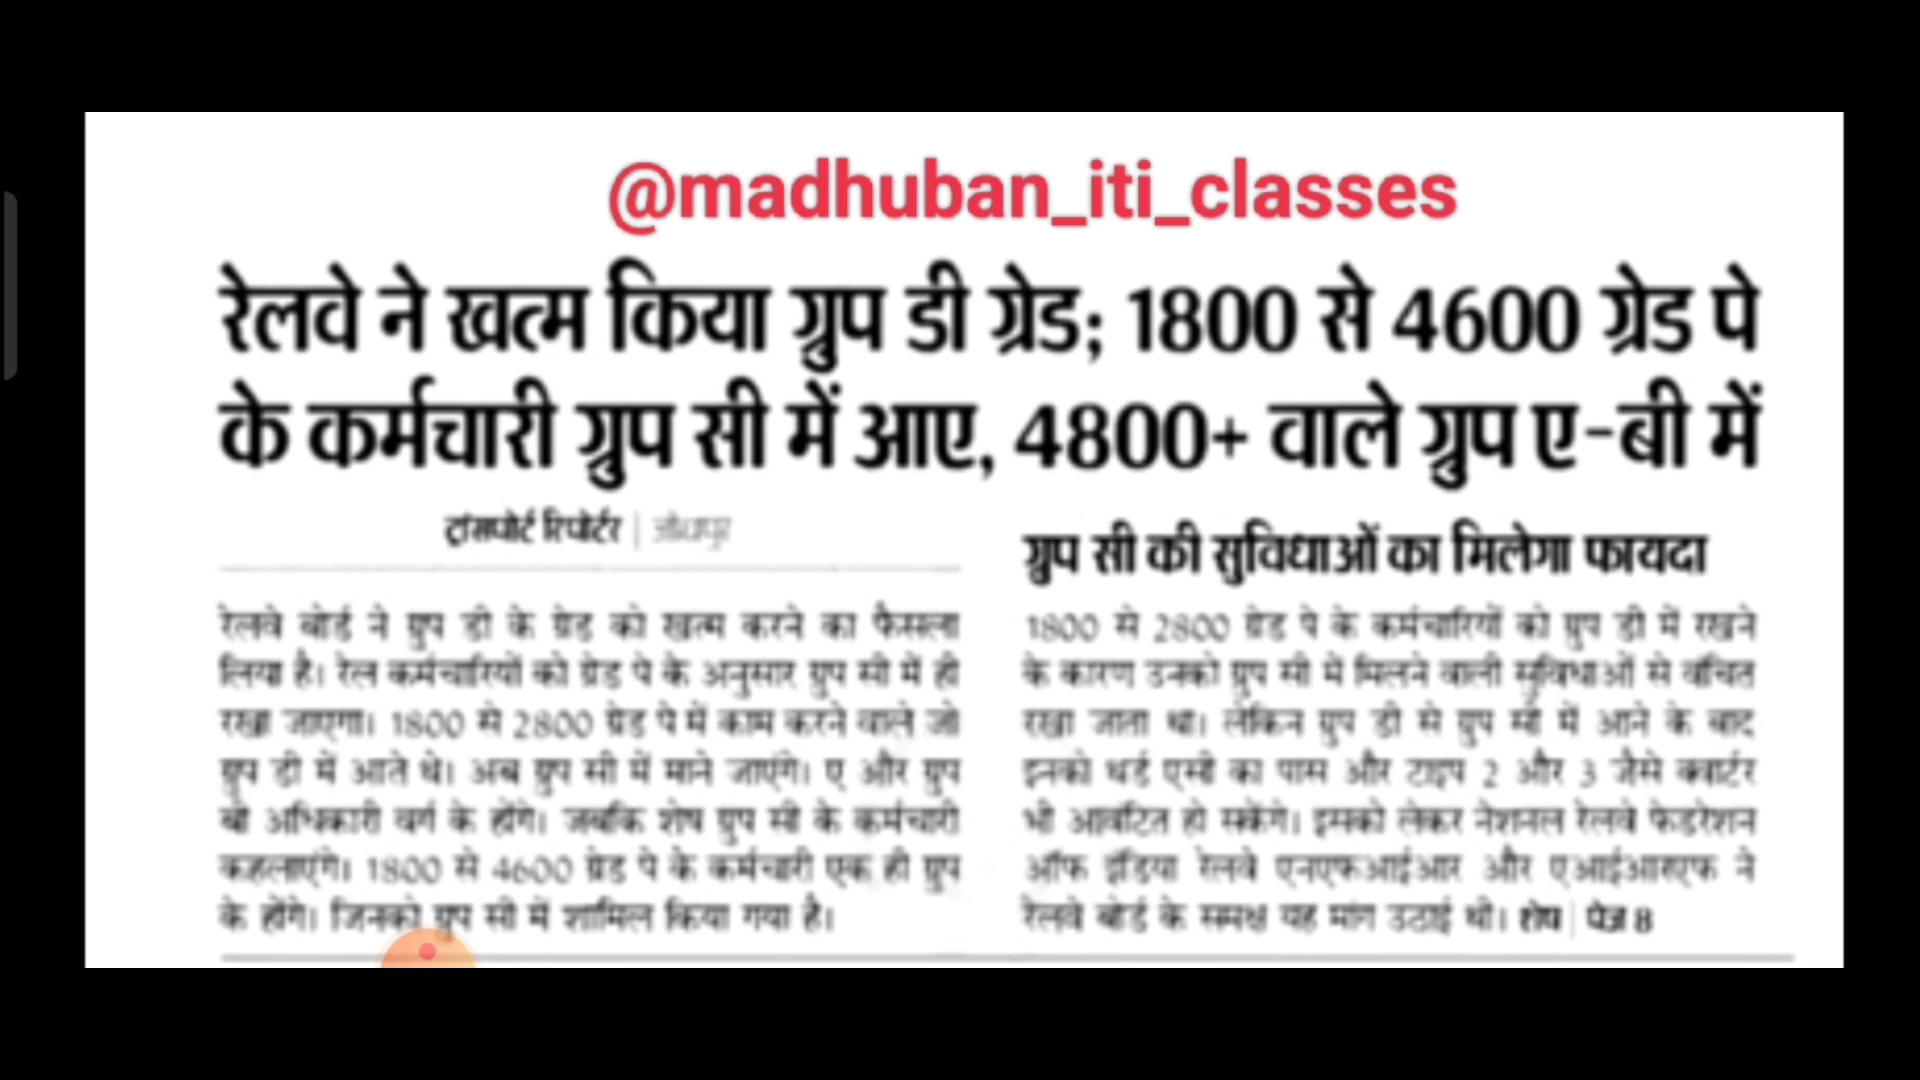 @madhuban_iti_classes
रेलवे ने खत्म किया ग्रुप डी ग्रेड; 1800 से 4600 ग्रेड पे
के कर्मचारी ग्रुप सी में आए, 4800+ वाले ग्रुप ए-बी में
ट्रांसपोर्ट रिपोर्टर | जोधपुर
रेलवे बोर्ड ने ग्रुप डी के ग्रेड को खत्म करने का फैसला
लिया है। रेल कर्मचारियों को ग्रेड पे के अनुसार ग्रुप सी में ही
रखा जाएगा। 1800 से 2800 ग्रेड पे में काम करने वाले जो
ग्रुप डी में आते थे। अब ग्रुप सी में माने जाएंगे। ए और ग्रुप
बी अधिकारी वर्ग के होंगे। जबकि शेष ग्रुप सी के कर्मचारी
कहलाएंगे। 1800 से 4600 ग्रेड पे के कर्मचारी एक ही ग्रुप
के होंगे। जिनको ग्रुप सी में शामिल किया गया है।
ग्रुप सी की सुविधाओं का मिलेगा फायदा
1800 से 2800 ग्रेड पे के कर्मचारियों को ग्रुप डी में रखने
के कारण उनको ग्रुप सी में मिलने वाली सुविधाओं से वंचित
रखा जाता था। लेकिन ग्रुप डी से ग्रुप सी में आने के बाद
इनको थर्ड एसी का पास और टाइप 2 और 3 जैसे क्वार्टर
भी आवंटित हो सकेंगे। इसको लेकर नेशनल रेलवे फेडरेशन
ऑफ इंडिया रेलवे एनएफआईआर और एआईआरएफ ने
रेलवे बोर्ड के समक्ष यह मांग उठाई थी। शेष | पेज 8